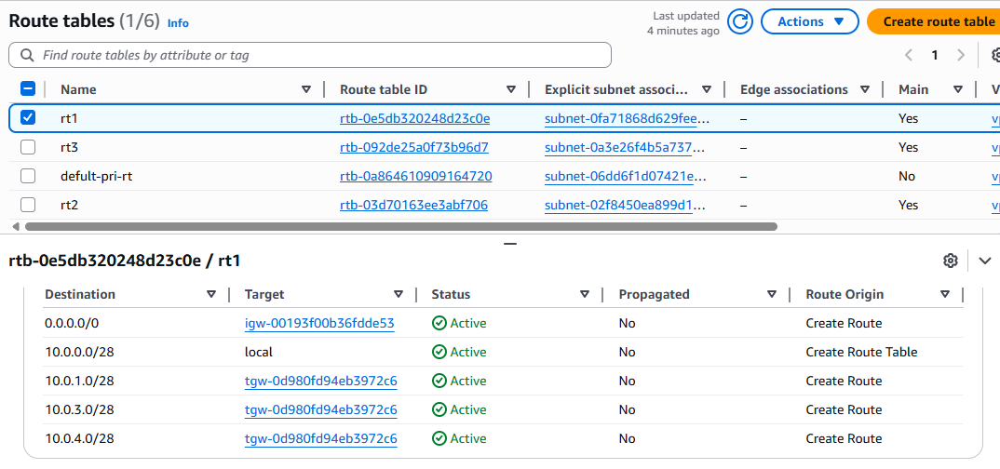 Route tables (1/6) Info
Last updated
4 minutes ago
Actions
Create route table
Find route tables by attribute or tag
1
Name Route table ID Explicit subnet associ... Edge associations Main V
rt1 rtb-0e5db320248d23c0e subnet-0fa71868d629fee... – Yes vp
rt3 rtb-092de25a0f73b96d7 subnet-0a3e26f4b5a737... – Yes vp
defult-pri-rt rtb-0a864610909164720 subnet-06dd6f1d07421e... – No vp
rt2 rtb-03d70163ee3abf706 subnet-02f8450ea899d1... – Yes vp
rtb-0e5db320248d23c0e / rt1
Destination Target Status Propagated Route Origin
0.0.0.0/0 igw-00193f00b36fdde53 Active No Create Route
10.0.0.0/28 local Active No Create Route Table
10.0.1.0/28 tgw-0d980fd94eb3972c6 Active No Create Route
10.0.3.0/28 tgw-0d980fd94eb3972c6 Active No Create Route
10.0.4.0/28 tgw-0d980fd94eb3972c6 Active No Create Route